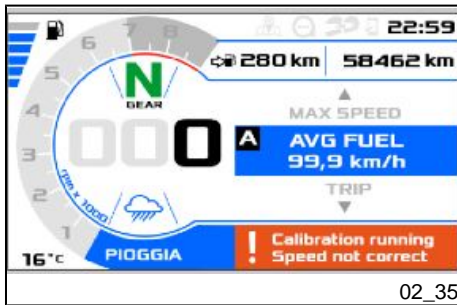 22:59
280 km 58462 km
8
7
6
5
4
3
2
1
rpm x 1000
N
GEAR
000
MAX SPEED
A AVG FUEL
99,9 km/h
TRIP
16°c
PIOGGIA
! Calibration running
Speed not correct
02_35